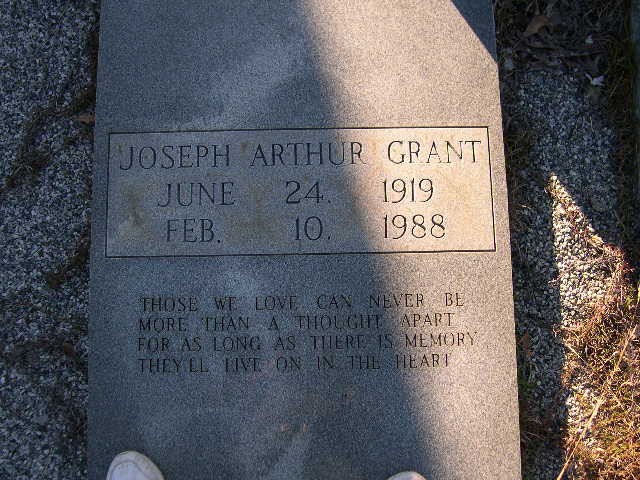 JOSEPH ARTHUR GRANT
JUNE 24. 1919
FEB. 10. 1988
THOSE WE LOVE CAN NEVER BE
MORE THAN A THOUGHT APART
FOR AS LONG AS THERE IS MEMORY
THEY'LL LIVE ON IN THE HEART